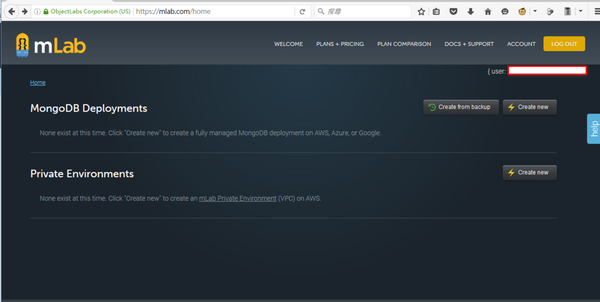 ObjectLabs Corporation (US) https://mlab.com/home 搜尋
mLab
WELCOME PLANS + PRICING PLAN COMPARISON DOCS + SUPPORT ACCOUNT LOG OUT
{ user:
Home
MongoDB Deployments Create from backup Create new
None exist at this time. Click "Create new" to create a fully managed MongoDB deployment on AWS, Azure, or Google.
help
Private Environments Create new
None exist at this time. Click "Create new" to create an mLab Private Environment (VPC) on AWS.